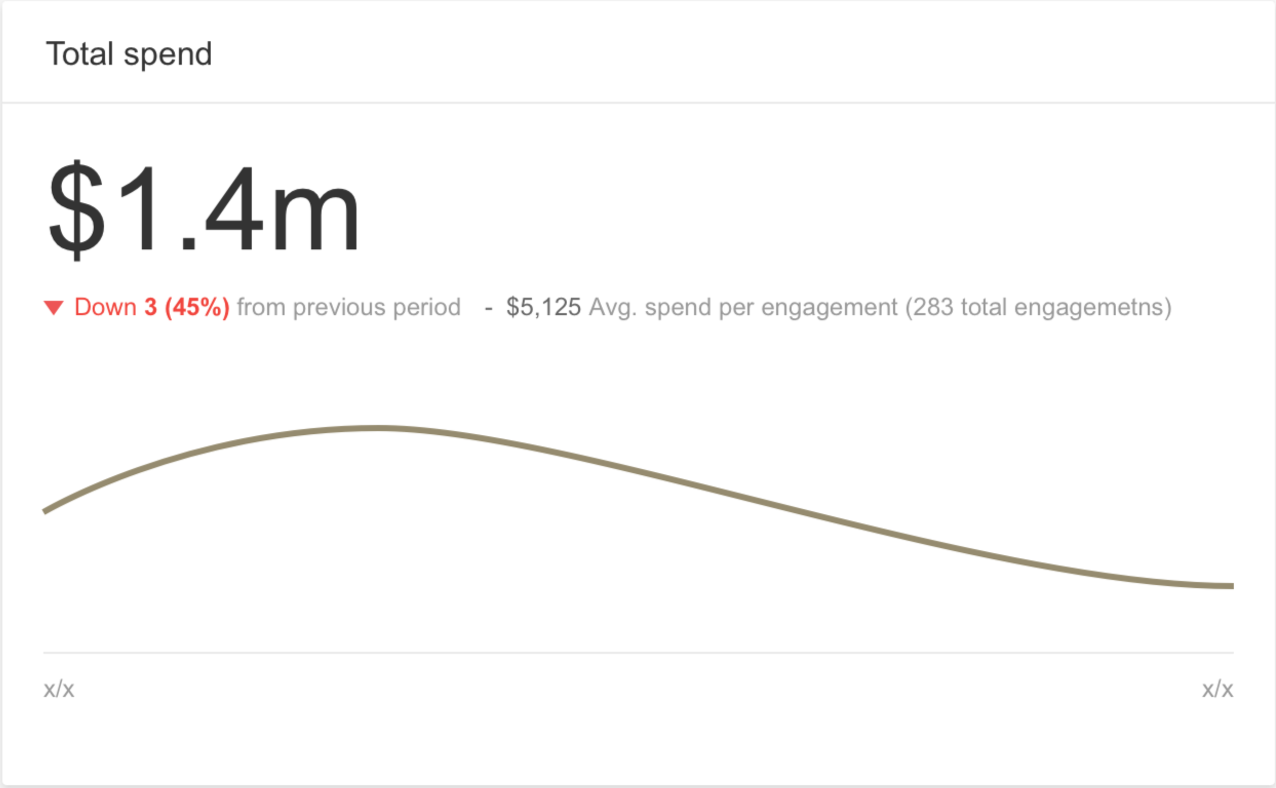 Total spend
$1.4m
Down 3 (45%) from previous period - $5,125 Avg. spend per engagement (283 total engagemetns)
x/x x/x